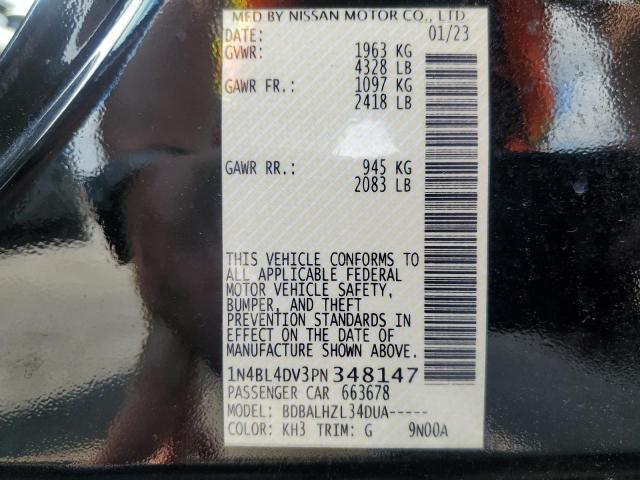 MFD BY NISSAN MOTOR CO., LTD
DATE: 01/23
GVWR: 1963 KG
4328 LB
GAWR FR.: 1097 KG
2418 LB
GAWR RR.: 945 KG
2083 LB
THIS VEHICLE CONFORMS TO
ALL APPLICABLE FEDERAL
MOTOR VEHICLE SAFETY,
BUMPER, AND THEFT
PREVENTION STANDARDS IN
EFFECT ON THE DATE OF
MANUFACTURE SHOWN ABOVE.
1N4BL4DV3PN348147
PASSENGER CAR 663678
MODEL: BDBALHZL34DUA-----
COLOR: KH3 TRIM: G 9N00A